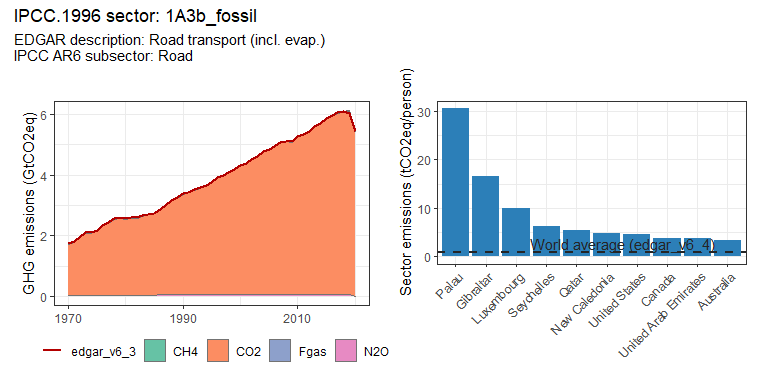 IPCC.1996 sector: 1A3b_fossil
EDGAR description: Road transport (incl. evap.)
IPCC AR6 subsector: Road
GHG emissions (GtCO2eq)
6
4
2
0
1970
1990
2010
edgar_v6_3
CH4
CO2
Fgas
N2O
Sector emissions (tCO2eq/person)
30
20
10
0
World average (edgar_v6_4)
Palau
Gibraltar
Luxembourg
Seychelles
Qatar
New Caledonia
United States
Canada
United Arab Emirates
Australia